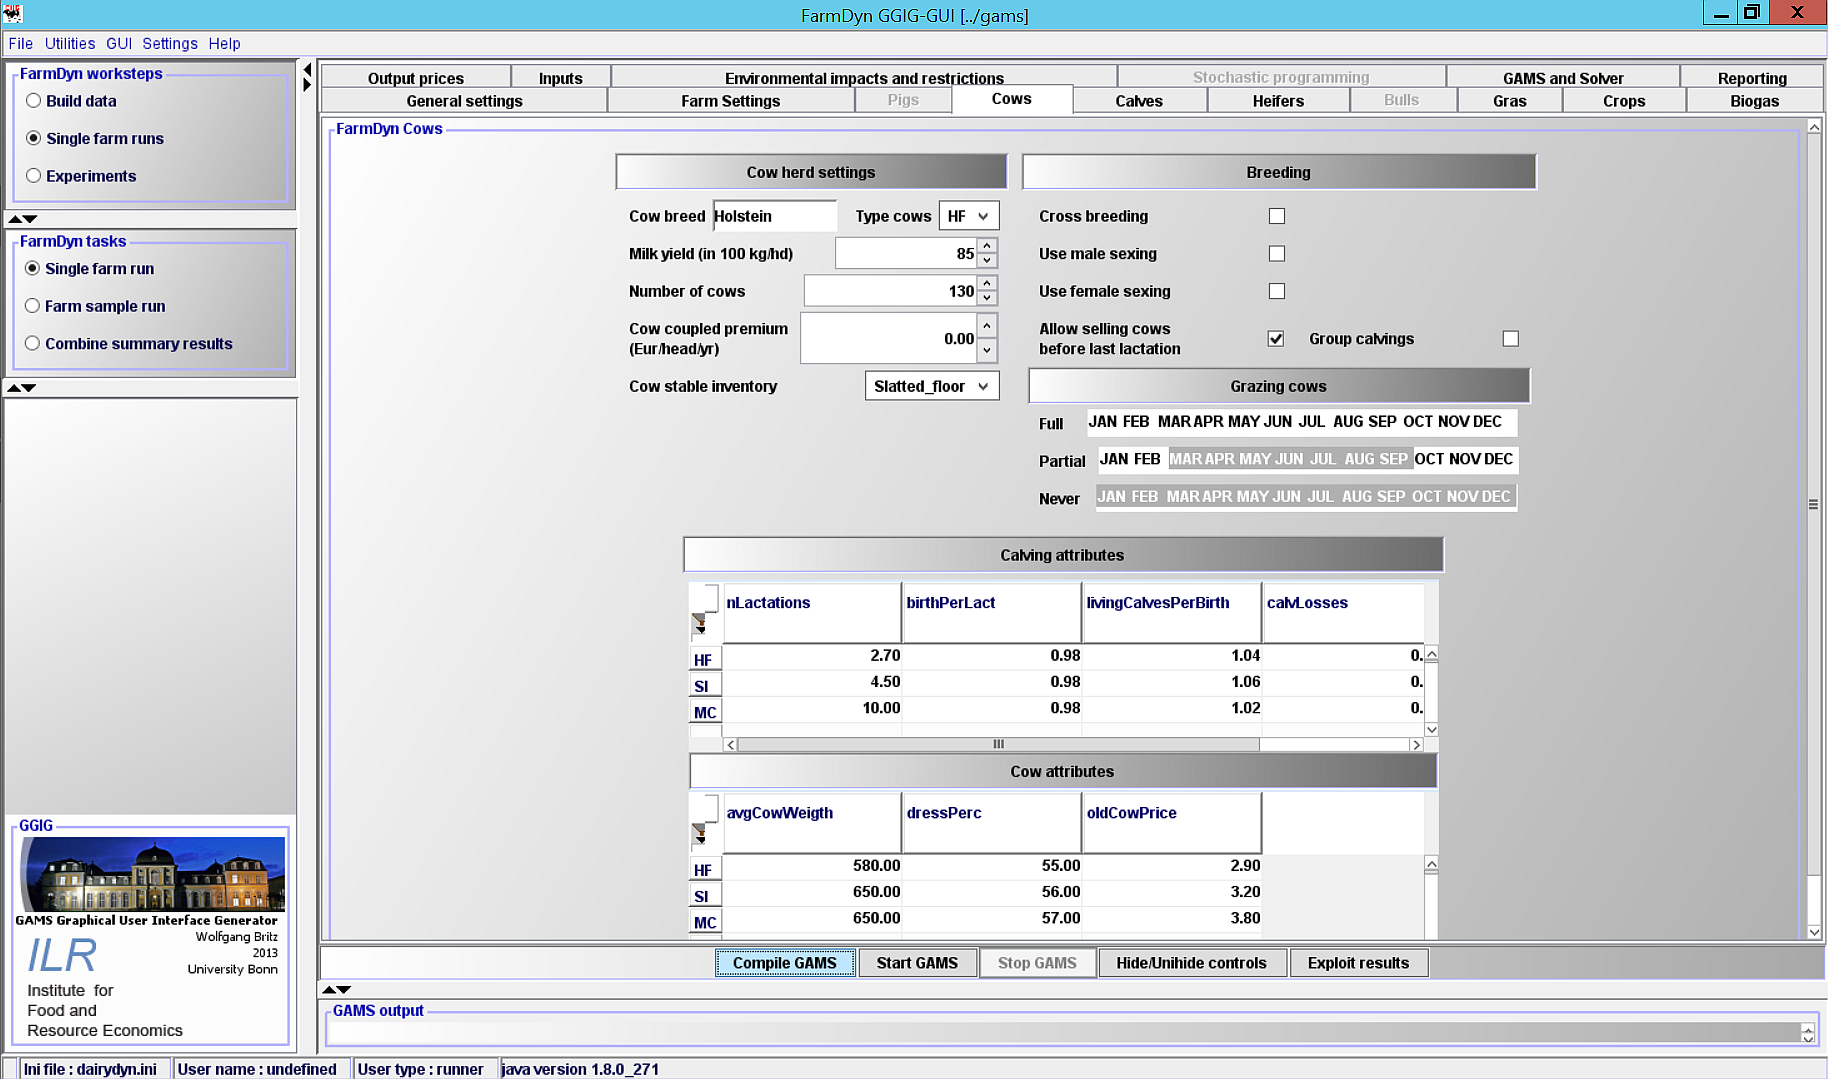 FarmDyn GGIG-GUI [../gams]
File Utilities GUI Settings Help
FarmDyn worksteps
Build data
Single farm runs
Experiments
FarmDyn tasks
Single farm run
Farm sample run
Combine summary results
GGIG
GAMS Graphical User Interface Generator
Wolfgang Britz
2013
University Bonn
ILR
Institute for
Food and
Resource Economics
Output prices Inputs Environmental impacts and restrictions Stochastic programming GAMS and Solver Reporting
General settings Farm Settings Pigs Cows Calves Heifers Bulls Gras Crops Biogas
FarmDyn Cows
Cow herd settings
Cow breed Holstein Type cows HF
Milk yield (in 100 kg/hd) 85
Number of cows 130
Cow coupled premium
(Eur/head/yr) 0.00
Cow stable inventory Slatted_floor
Breeding
Cross breeding
Use male sexing
Use female sexing
Allow selling cows
before last lactation Group calvings
Grazing cows
Full JAN FEB MAR APR MAY JUN JUL AUG SEP OCT NOV DEC
Partial JAN FEB MAR APR MAY JUN JUL AUG SEP OCT NOV DEC
Never JAN FEB MAR APR MAY JUN JUL AUG SEP OCT NOV DEC
Calving attributes
nLactations birthPerLact livingCalvesPerBirth calvLosses
HF 2.70 0.98 1.04 0.
SI 4.50 0.98 1.06 0.
MC 10.00 0.98 1.02 0.
Cow attributes
avgCowWeigth dressPerc oldCowPrice
HF 580.00 55.00 2.90
SI 650.00 56.00 3.20
MC 650.00 57.00 3.80
Compile GAMS Start GAMS Stop GAMS Hide/Unihide controls Exploit results
GAMS output
Ini file : dairydyn.ini User name : undefined User type : runner java version 1.8.0_271